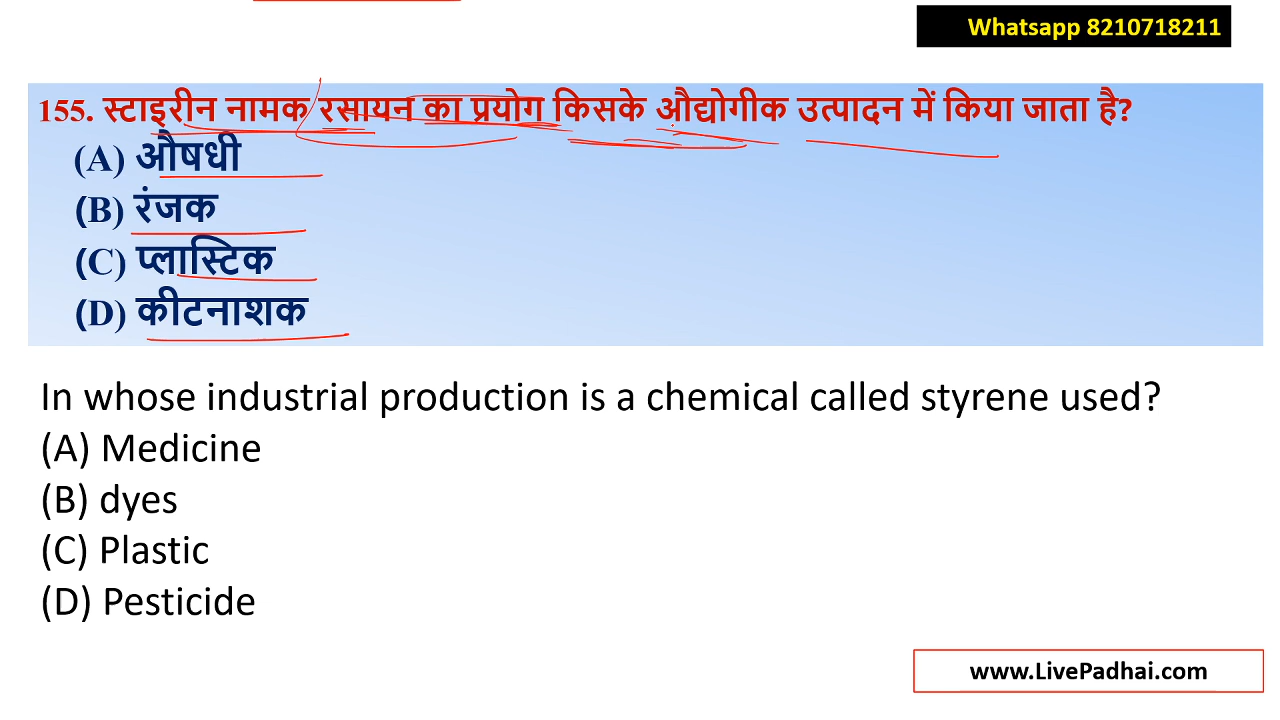 Whatsapp 8210718211
155. स्टाइरीन नामक रसायन का प्रयोग किसके औद्योगीक उत्पादन में किया जाता है?
(A) औषधी
(B) रंजक
(C) प्लास्टिक
(D) कीटनाशक
In whose industrial production is a chemical called styrene used?
(A) Medicine
(B) dyes
(C) Plastic
(D) Pesticide
www.LivePadhai.com